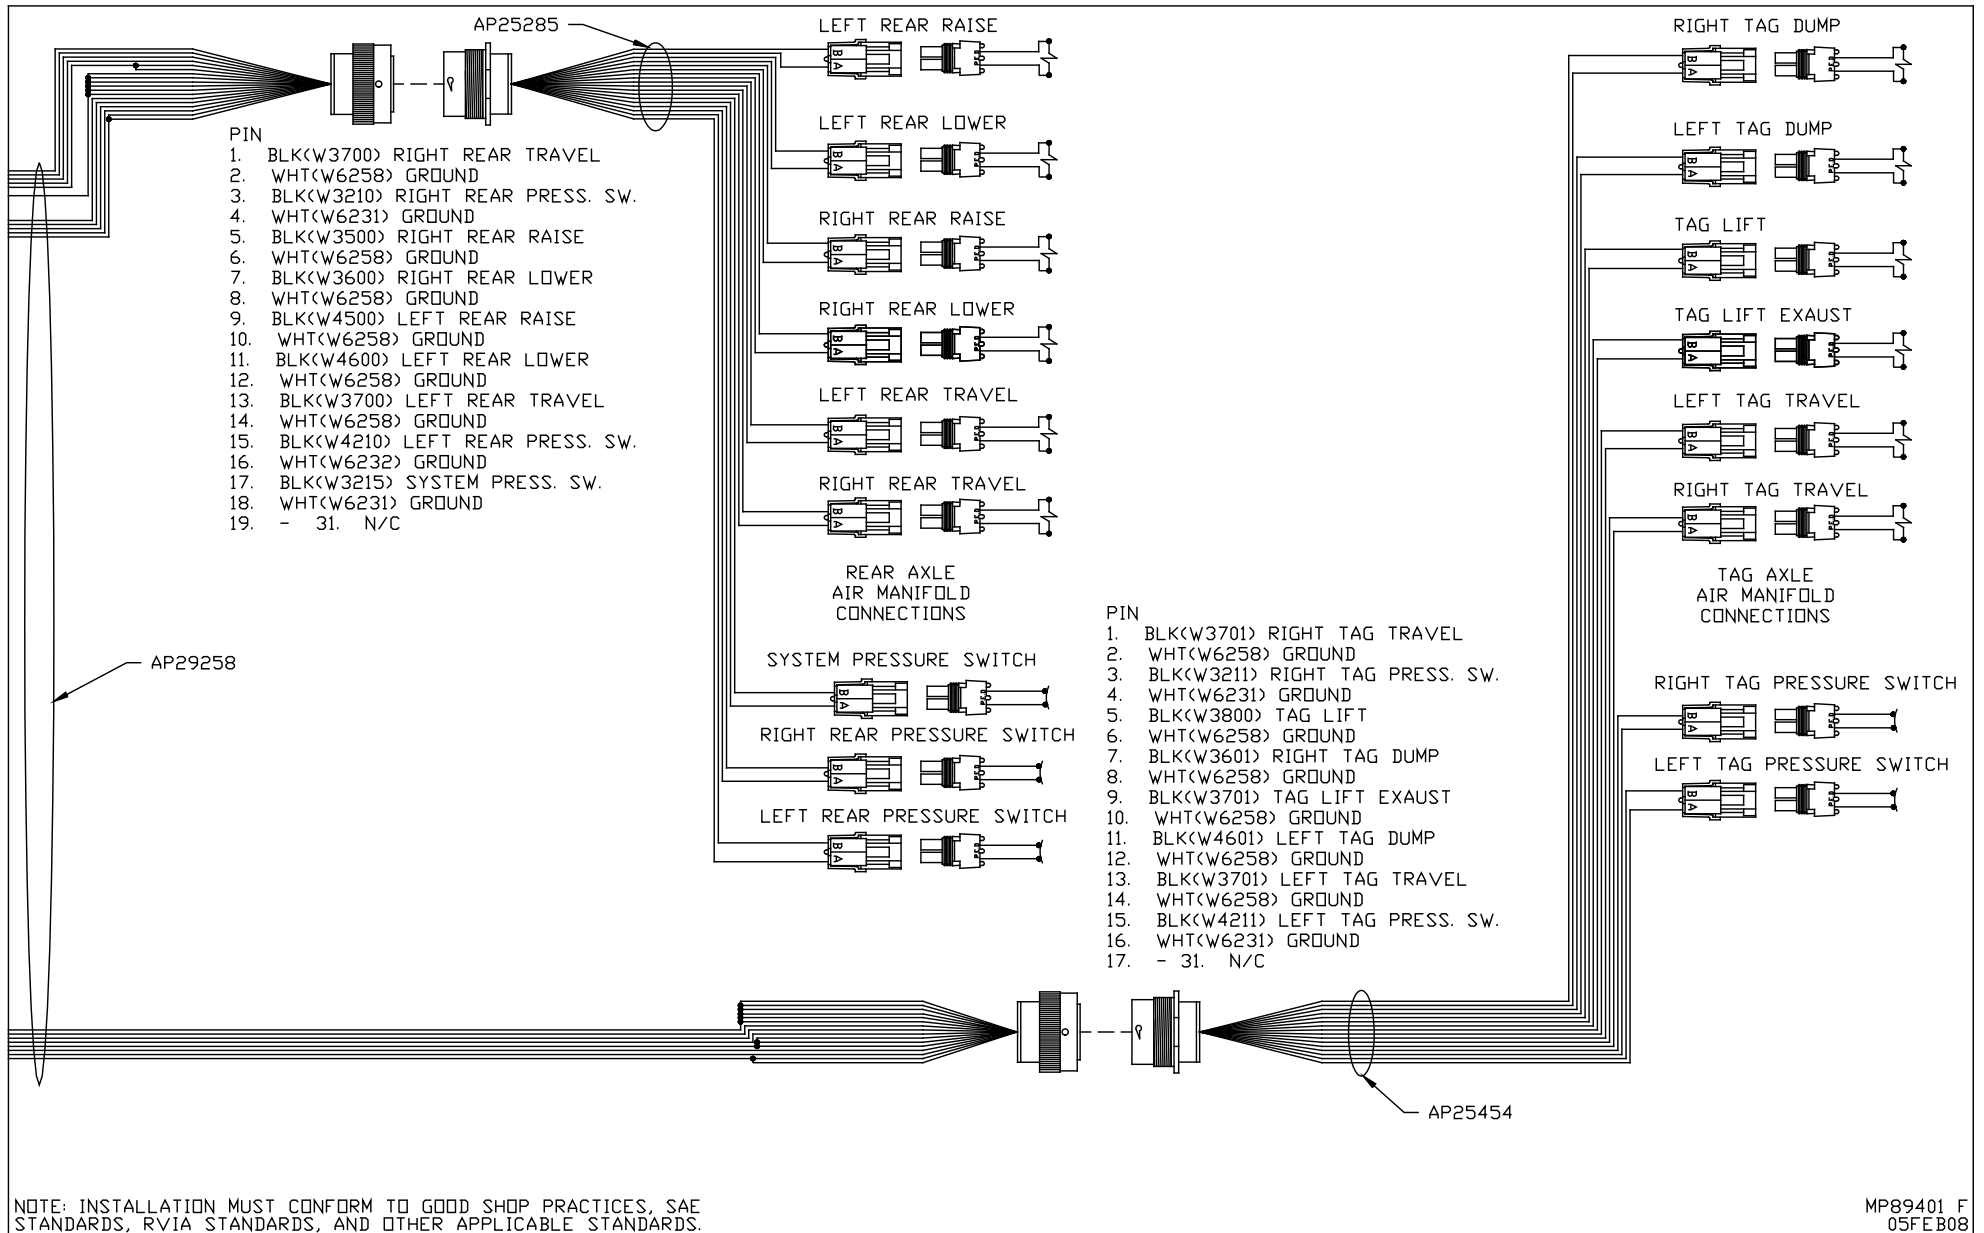 AP25285
PIN
1. BLK(W3700) RIGHT REAR TRAVEL
2. WHT(W6258) GROUND
3. BLK(W3210) RIGHT REAR PRESS. SW.
4. WHT(W6231) GROUND
5. BLK(W3500) RIGHT REAR RAISE
6. WHT(W6258) GROUND
7. BLK(W3600) RIGHT REAR LOWER
8. WHT(W6258) GROUND
9. BLK(W4500) LEFT REAR RAISE
10. WHT(W6258) GROUND
11. BLK(W4600) LEFT REAR LOWER
12. WHT(W6258) GROUND
13. BLK(W3700) LEFT REAR TRAVEL
14. WHT(W6258) GROUND
15. BLK(W4210) LEFT REAR PRESS. SW.
16. WHT(W6232) GROUND
17. BLK(W3215) SYSTEM PRESS. SW.
18. WHT(W6231) GROUND
19. - 31. N/C
AP29258
LEFT REAR RAISE
B
A
LEFT REAR LOWER
B
A
RIGHT REAR RAISE
B
A
RIGHT REAR LOWER
B
A
LEFT REAR TRAVEL
B
A
RIGHT REAR TRAVEL
B
A
REAR AXLE
AIR MANIFOLD
CONNECTIONS
SYSTEM PRESSURE SWITCH
B
A
RIGHT REAR PRESSURE SWITCH
B
A
LEFT REAR PRESSURE SWITCH
B
A
PIN
1. BLK(W3701) RIGHT TAG TRAVEL
2. WHT(W6258) GROUND
3. BLK(W3211) RIGHT TAG PRESS. SW.
4. WHT(W6231) GROUND
5. BLK(W3800) TAG LIFT
6. WHT(W6258) GROUND
7. BLK(W3601) RIGHT TAG DUMP
8. WHT(W6258) GROUND
9. BLK(W3701) TAG LIFT EXAUST
10. WHT(W6258) GROUND
11. BLK(W4601) LEFT TAG DUMP
12. WHT(W6258) GROUND
13. BLK(W3701) LEFT TAG TRAVEL
14. WHT(W6258) GROUND
15. BLK(W4211) LEFT TAG PRESS. SW.
16. WHT(W6231) GROUND
17. - 31. N/C
RIGHT TAG DUMP
B
A
LEFT TAG DUMP
B
A
TAG LIFT
B
A
TAG LIFT EXAUST
B
A
LEFT TAG TRAVEL
B
A
RIGHT TAG TRAVEL
B
A
TAG AXLE
AIR MANIFOLD
CONNECTIONS
RIGHT TAG PRESSURE SWITCH
B
A
LEFT TAG PRESSURE SWITCH
B
A
AP25454
NOTE: INSTALLATION MUST CONFORM TO GOOD SHOP PRACTICES, SAE
STANDARDS, RVIA STANDARDS, AND OTHER APPLICABLE STANDARDS.
MP89401 F
05FEB08